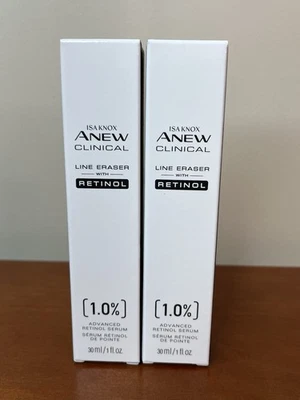 ISA KNOX
ANEW
CLINICAL
LINE ERASER
WITH
RETINOL
[1.0%]
ADVANCED
RETINOL SERUM
SÉRUM RÉTINOL
DE POINTE
30 ml/1 fl oz
ISA KNOX
ANEW
CLINICAL
LINE ERASER
WITH
RETINOL
[1.0%]
ADVANCED
RETINOL SERUM
SÉRUM RÉTINOL
DE POINTE
30 ml/1 fl oz